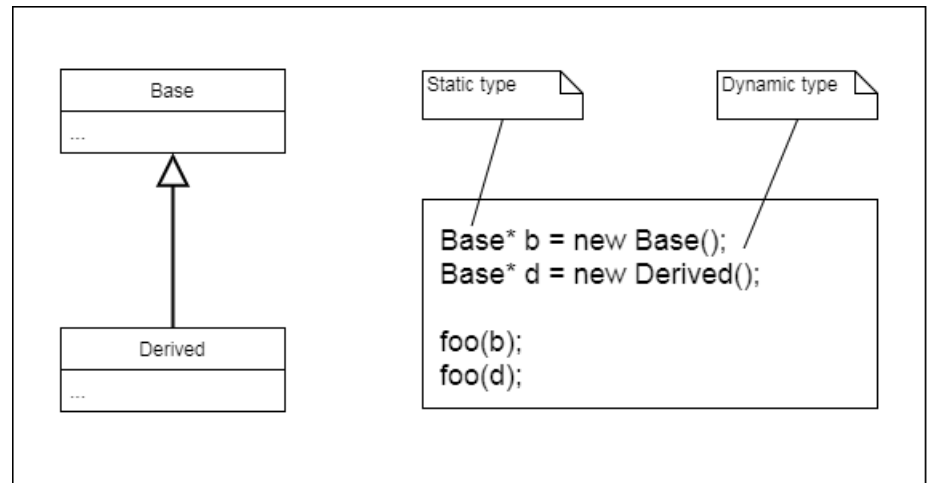 Base
...
Derived
...
Static type
Dynamic type
Base* b = new Base();
Base* d = new Derived();
foo(b);
foo(d);